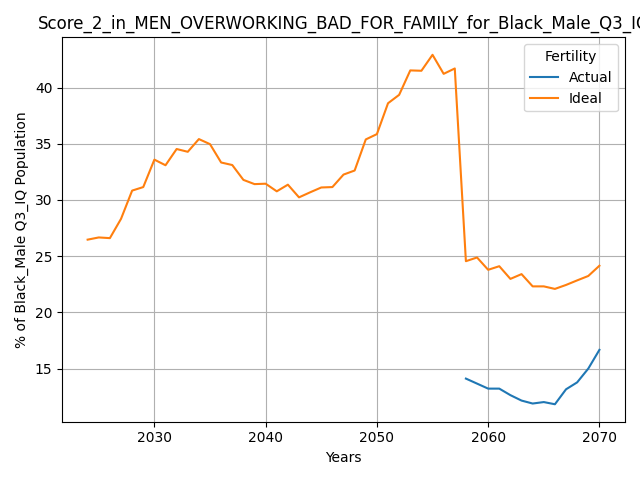 Score_2_in_MEN_OVERWORKING_BAD_FOR_FAMILY_for_Black_Male_Q3_IQ
Fertility
Actual
Ideal
% of Black_Male Q3_IQ Population
40
35
30
25
20
15
2030
2040
2050
2060
2070
Years